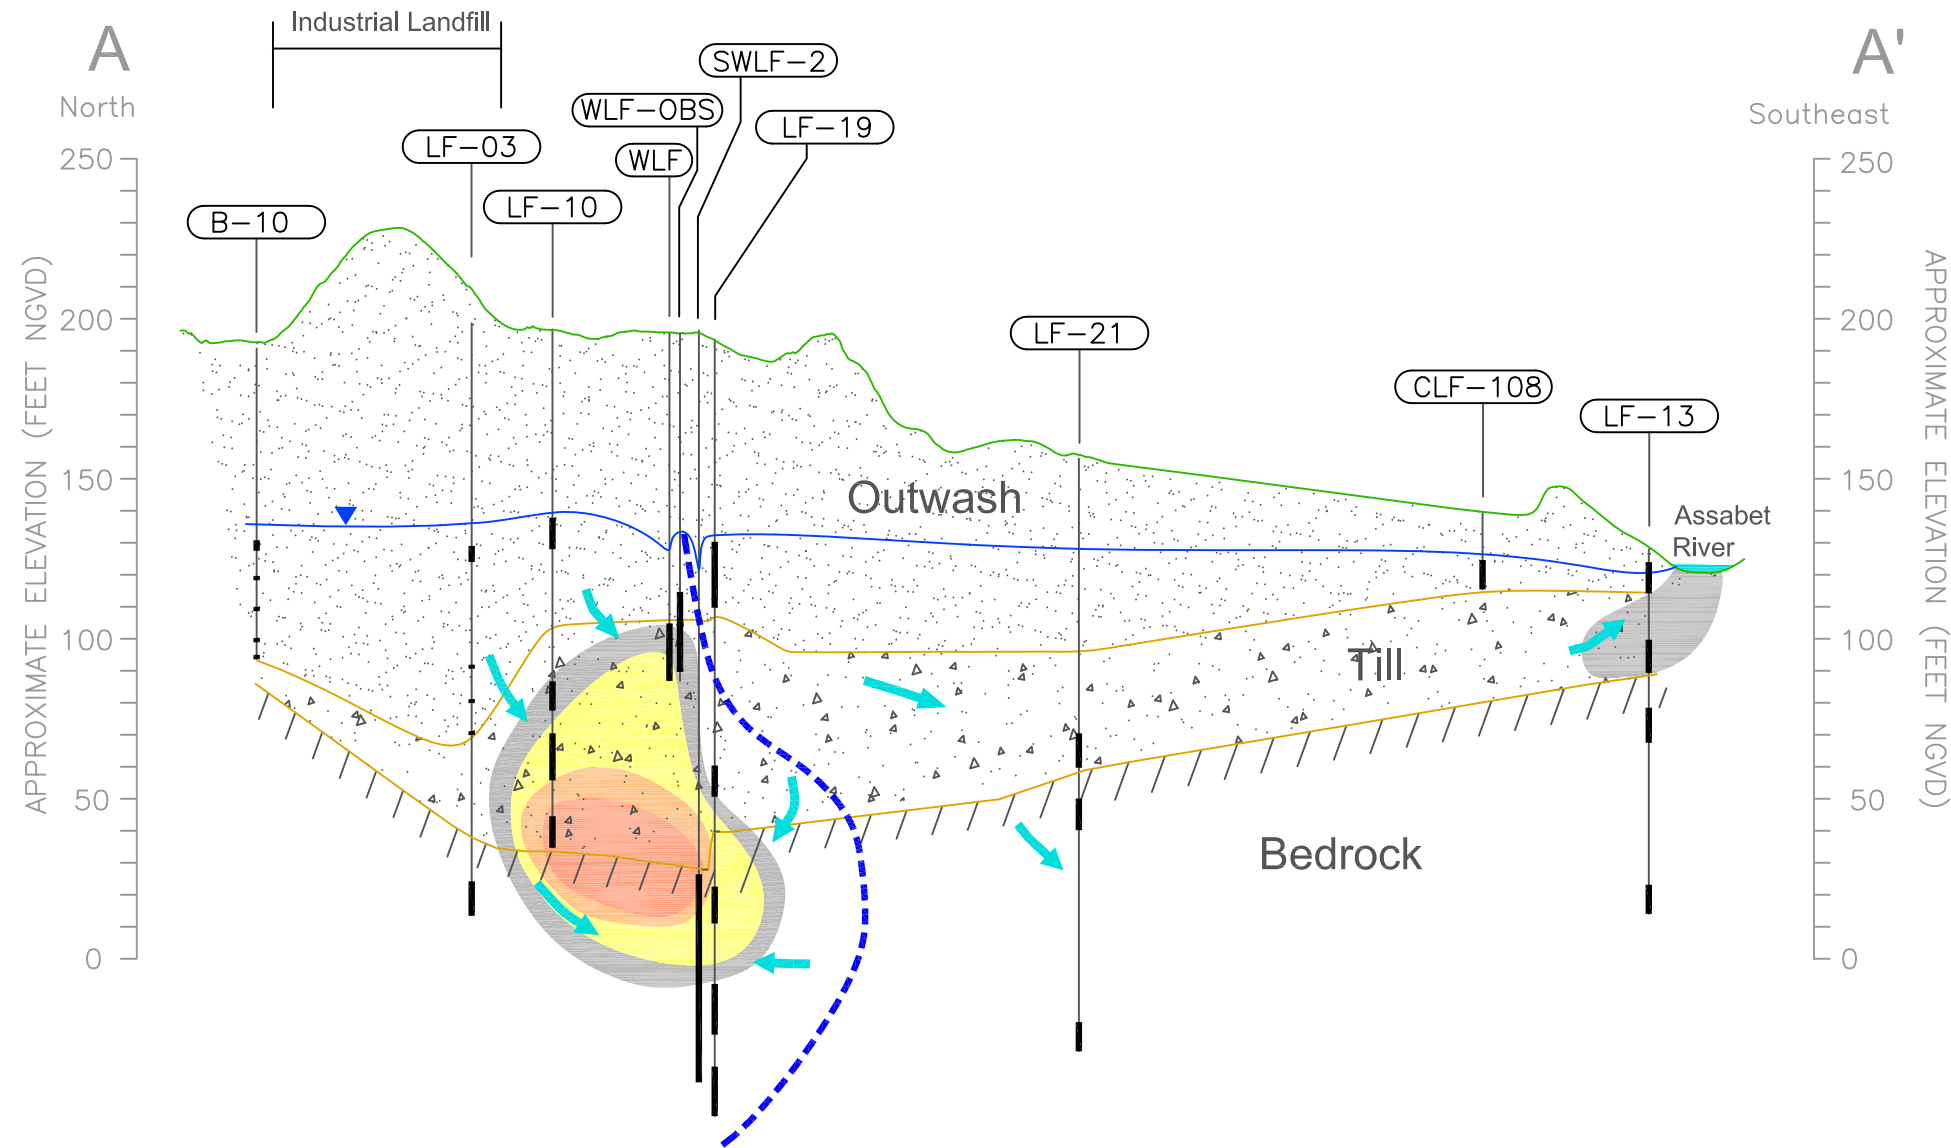 Industrial Landfill
A
A'
North
Southeast
SWLF-2
WLF-OBS
LF-19
LF-03
WLF
LF-10
B-10
LF-21
CLF-108
LF-13
250
200
150
100
50
0
APPROXIMATE ELEVATION (FEET NGVD)
Outwash
Till
Bedrock
Assabet
River
250
200
150
100
50
0
APPROXIMATE ELEVATION (FEET NGVD)